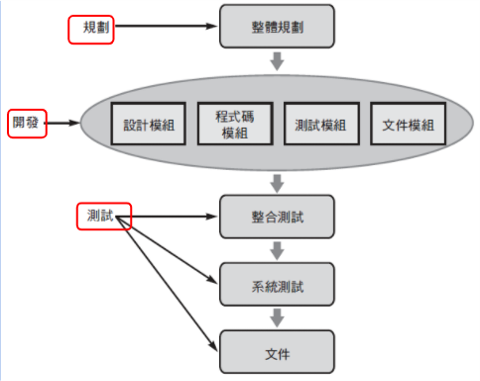 規劃
整體規劃
開發
設計模組
程式碼
模組
測試模組
文件模組
測試
整合測試
系統測試
文件